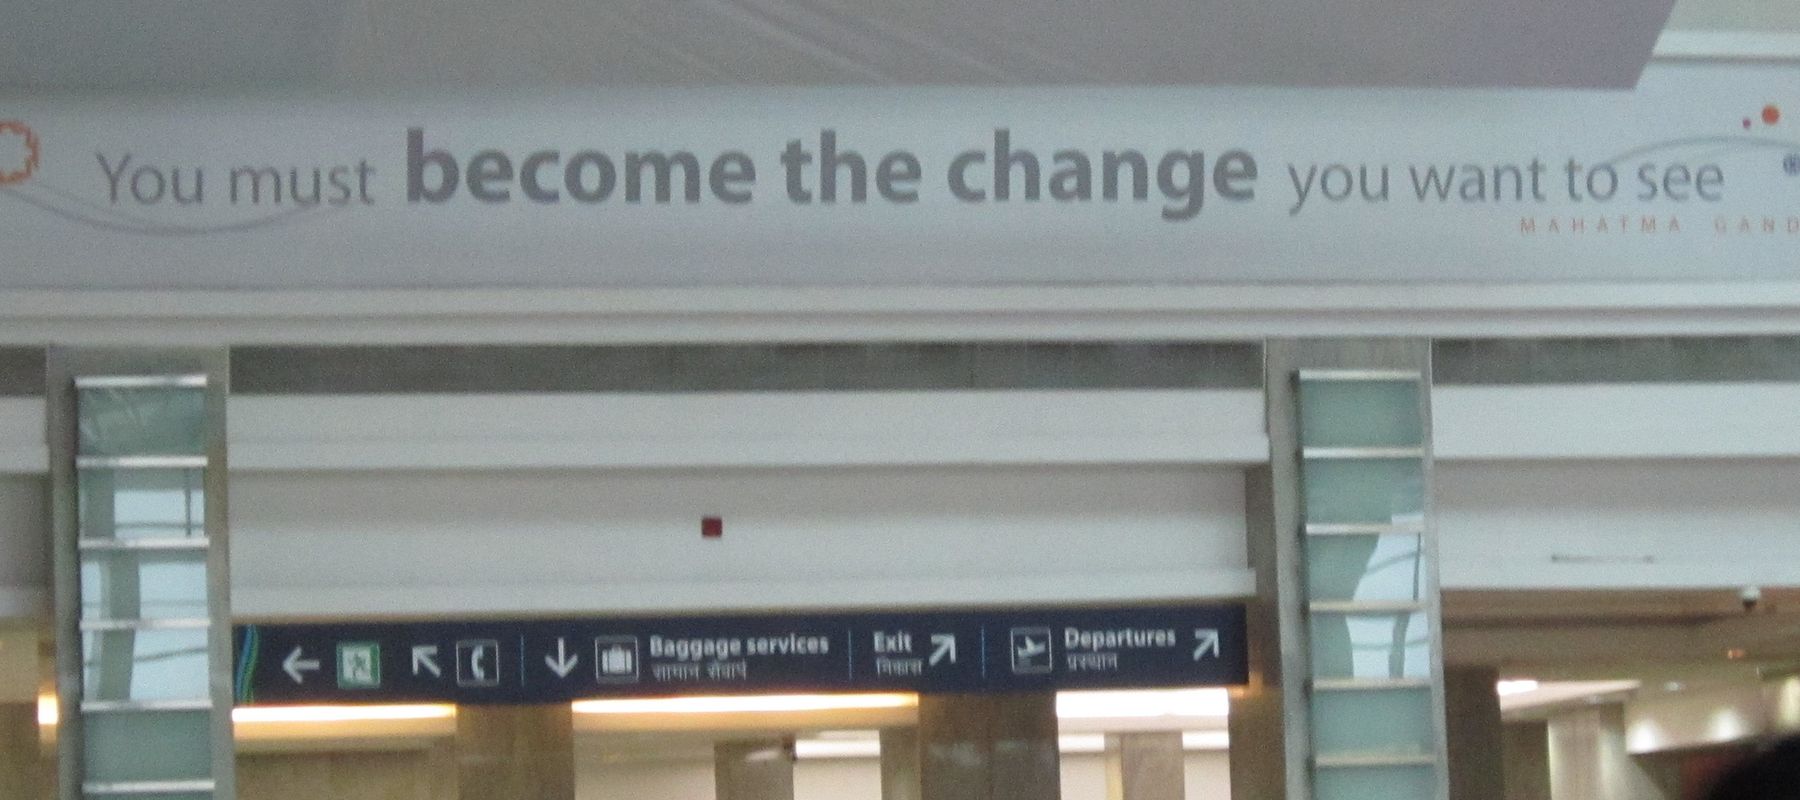 You must become the change you want to see
MAHATMA GAND
Baggage services
सामान सेवाएं
Exit
निकास
Departures
प्रस्थान